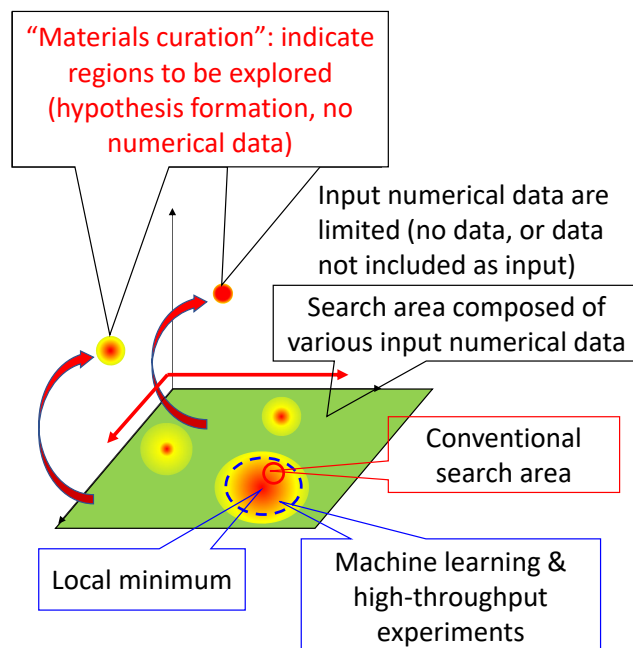 “Materials curation”: indicate
regions to be explored
(hypothesis formation, no
numerical data)
Input numerical data are
limited (no data, or data
not included as input)
Search area composed of
various input numerical data
Conventional
search area
Local minimum
Machine learning &
high-throughput
experiments